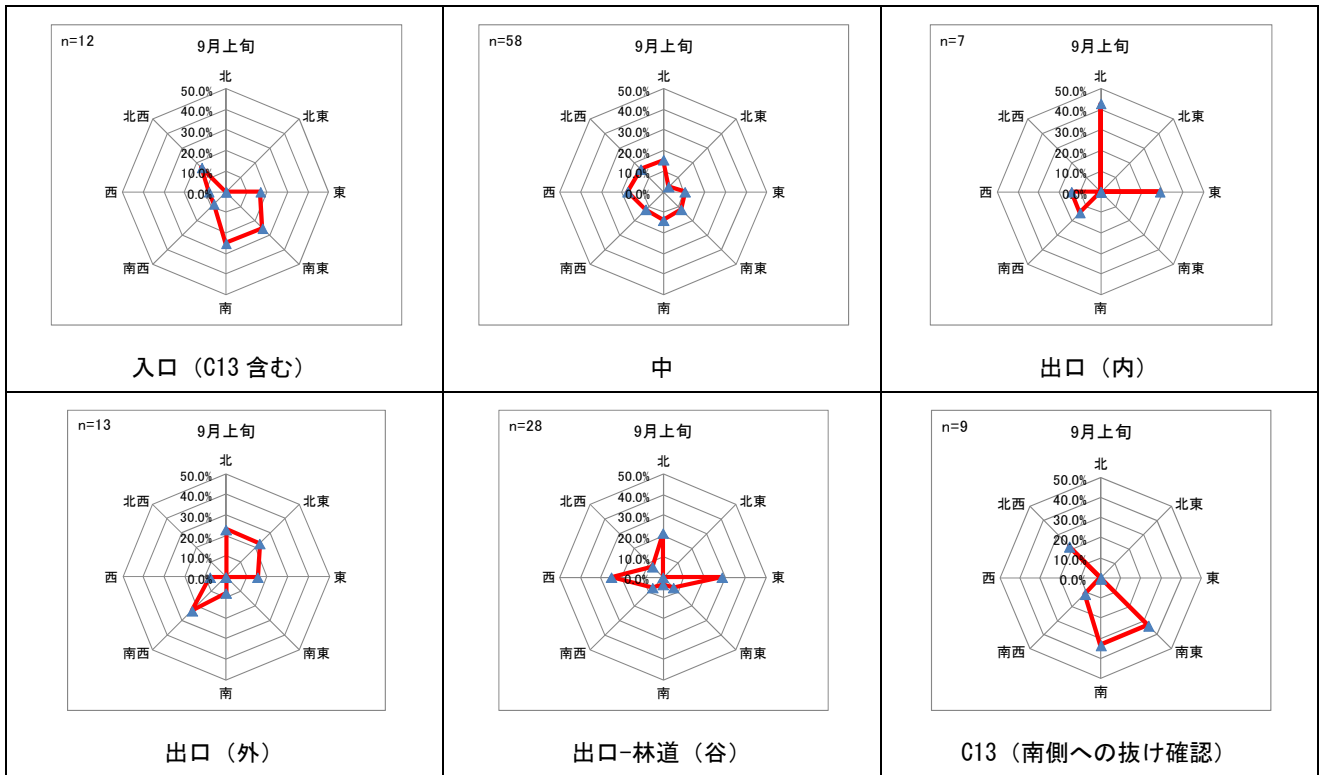 n=12
9月上旬
北
50.0%
北西
40.0%
北東
30.0%
20.0%
10.0%
西
0.0%
東
南西
南東
南
入口（C13 含む）
n=58
9月上旬
北
50.0%
北西
40.0%
北東
30.0%
20.0%
10.0%
西
0.0%
東
南西
南東
南
中
n=7
9月上旬
北
50.0%
北西
40.0%
北東
30.0%
20.0%
10.0%
西
0.0%
東
南西
南東
南
出口（内）
n=13
9月上旬
北
50.0%
北西
40.0%
北東
30.0%
20.0%
10.0%
西
0.0%
東
南西
南東
南
出口（外）
n=28
9月上旬
北
50.0%
北西
40.0%
北東
30.0%
20.0%
10.0%
西
0.0%
東
南西
南東
南
出口-林道（谷）
n=9
9月上旬
北
50.0%
北西
40.0%
北東
30.0%
20.0%
10.0%
西
0.0%
東
南西
南東
南
C13（南側への抜け確認）